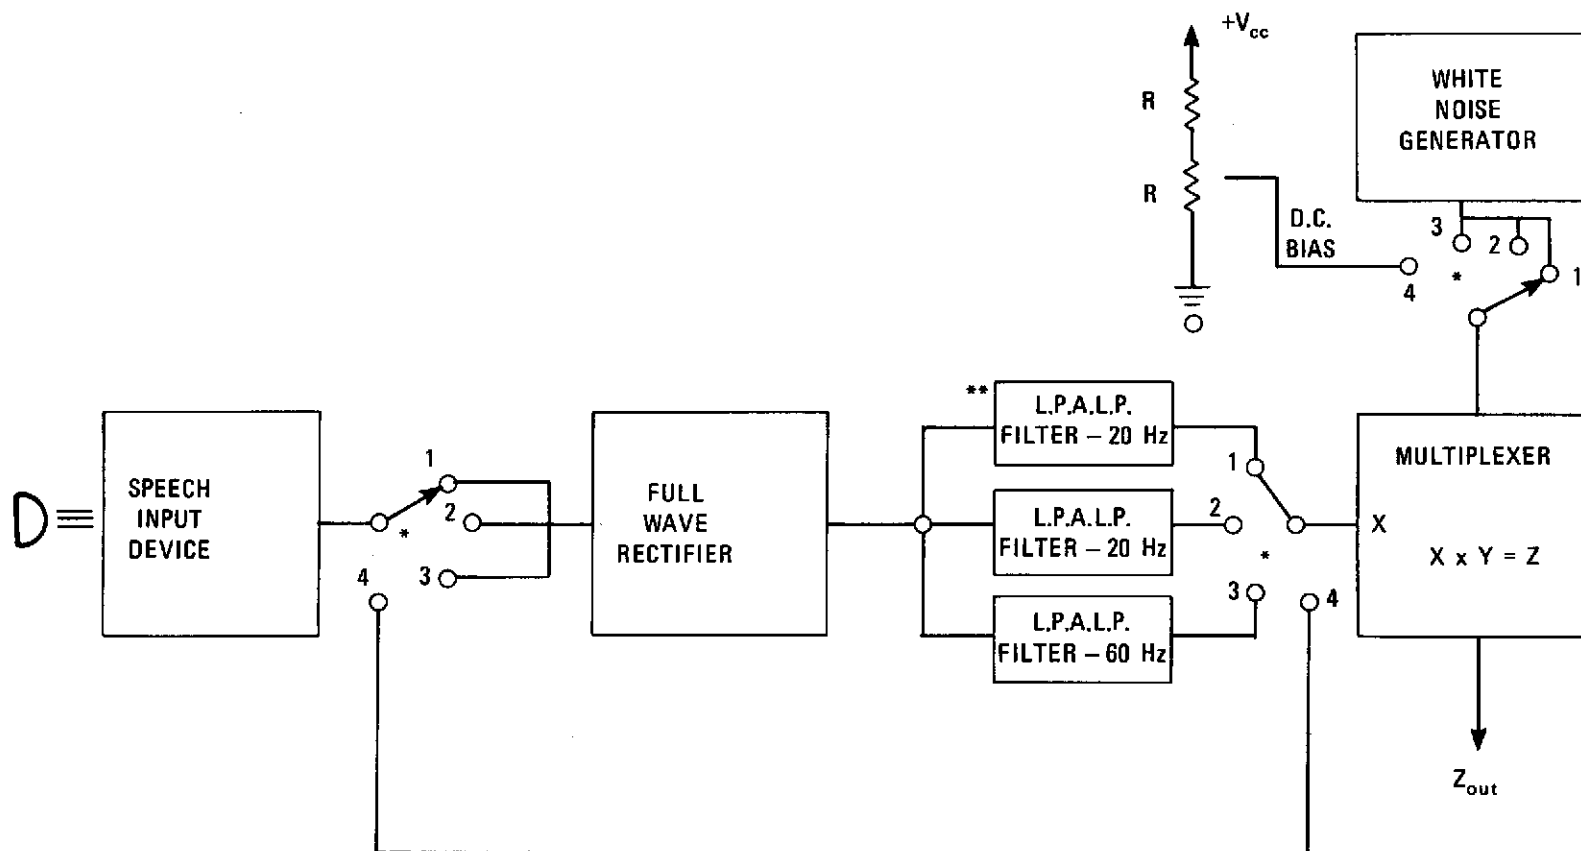 +Vcc
R
R
D.C.
BIAS
WHITE
NOISE
GENERATOR
3
2
1
*
4
**
L.P.A.L.P.
FILTER – 20 Hz
L.P.A.L.P.
FILTER – 20 Hz
L.P.A.L.P.
FILTER – 60 Hz
SPEECH
INPUT
DEVICE
1
2
*
3
4
FULL
WAVE
RECTIFIER
1
2
*
3
4
MULTIPLEXER
X
X x Y = Z
Zout